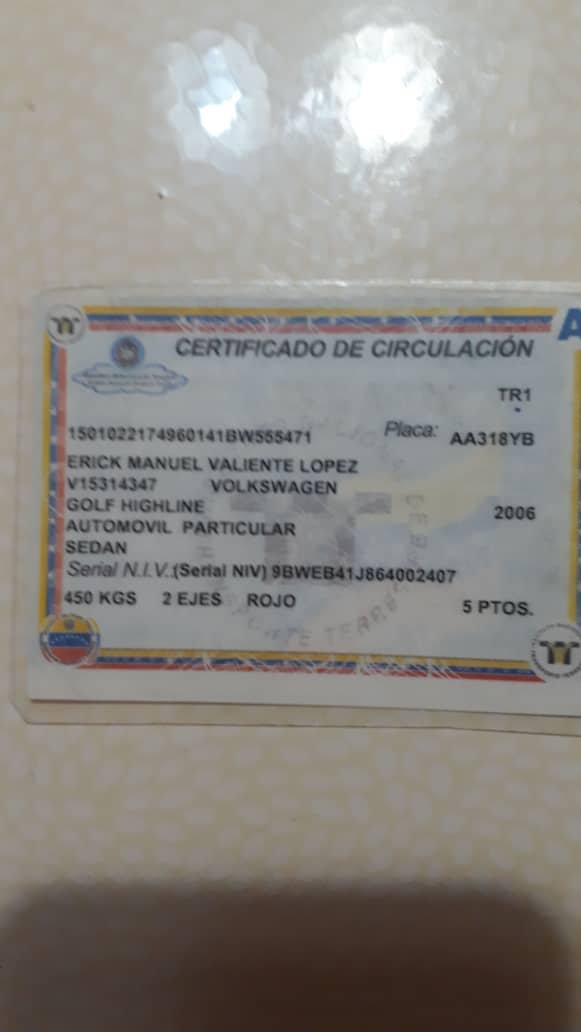 A
CERTIFICADO DE CIRCULACIÓN
TR1
1501022174960141BW555471 Placa: AA318YB
ERICK MANUEL VALIENTE LOPEZ
V15314347 VOLKSWAGEN
GOLF HIGHLINE 2006
AUTOMOVIL PARTICULAR
SEDAN
Serial N.I.V.:(Serial NIV) 9BWEB41J864002407
450 KGS 2 EJES ROJO 5 PTOS.